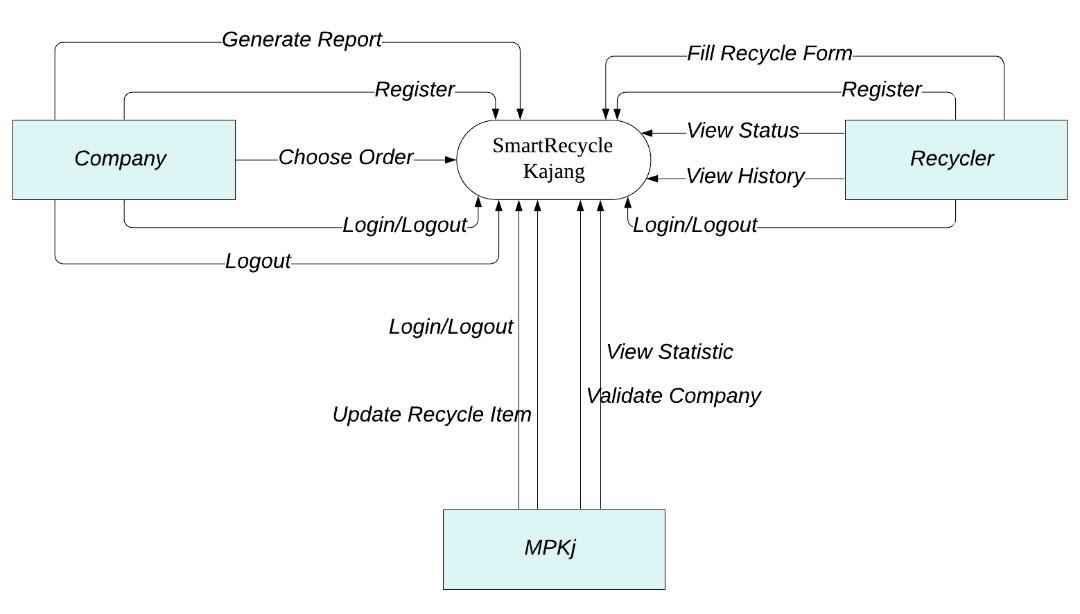 Generate Report
Fill Recycle Form
Register
Register
Company
Choose Order
SmartRecycle
Kajang
View Status
View History
Recycler
Login/Logout
Login/Logout
Logout
Login/Logout
View Statistic
Validate Company
Update Recycle Item
MPKj